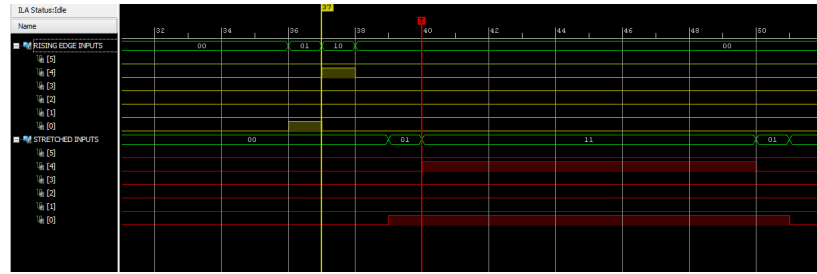 ILA Status:Idle
37
Name
32 34 36 38 40 42 44 46 48 50
T
RISING EDGE INPUTS 00 01 10 00
[5]
[4]
[3]
[2]
[1]
[0]
STRETCHED INPUTS 00 01 11 01
[5]
[4]
[3]
[2]
[1]
[0]